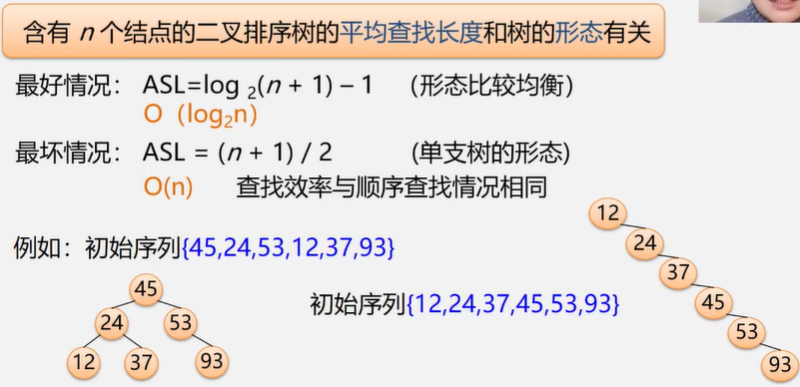 含有 n 个结点的二叉排序树的平均查找长度和树的形态有关
最好情况: ASL=log 2(n + 1) – 1 (形态比较均衡)
O(log2n)
最坏情况: ASL = (n + 1) / 2 (单支树的形态)
O(n) 查找效率与顺序查找情况相同
例如:初始序列{45,24,53,12,37,93}
45
24 53
12 37 93
初始序列{12,24,37,45,53,93}
12
24
37
45
53
93